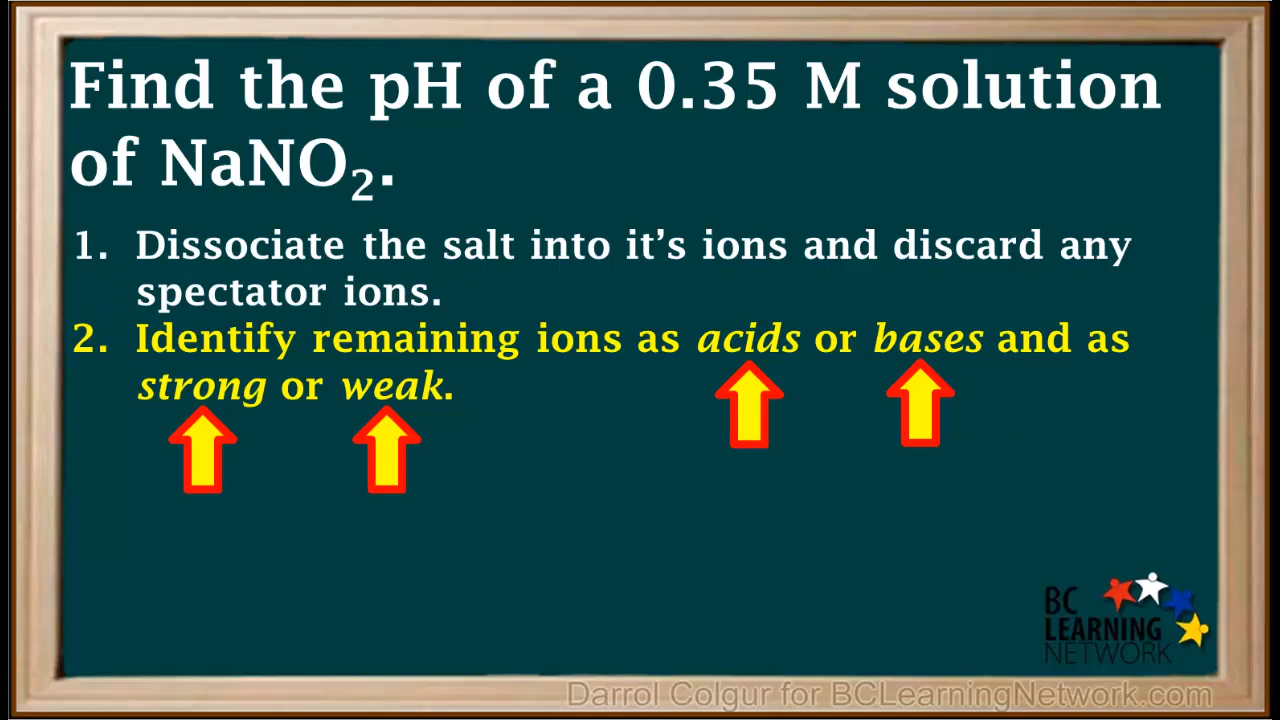 Find the pH of a 0.35 M solution
of NaNO₂.
1. Dissociate the salt into it's ions and discard any
spectator ions.
2. Identify remaining ions as acids or bases and as
strong or weak.
BC
LEARNING
NETWORK
Darrol Colgur for BCLearningNetwork.com